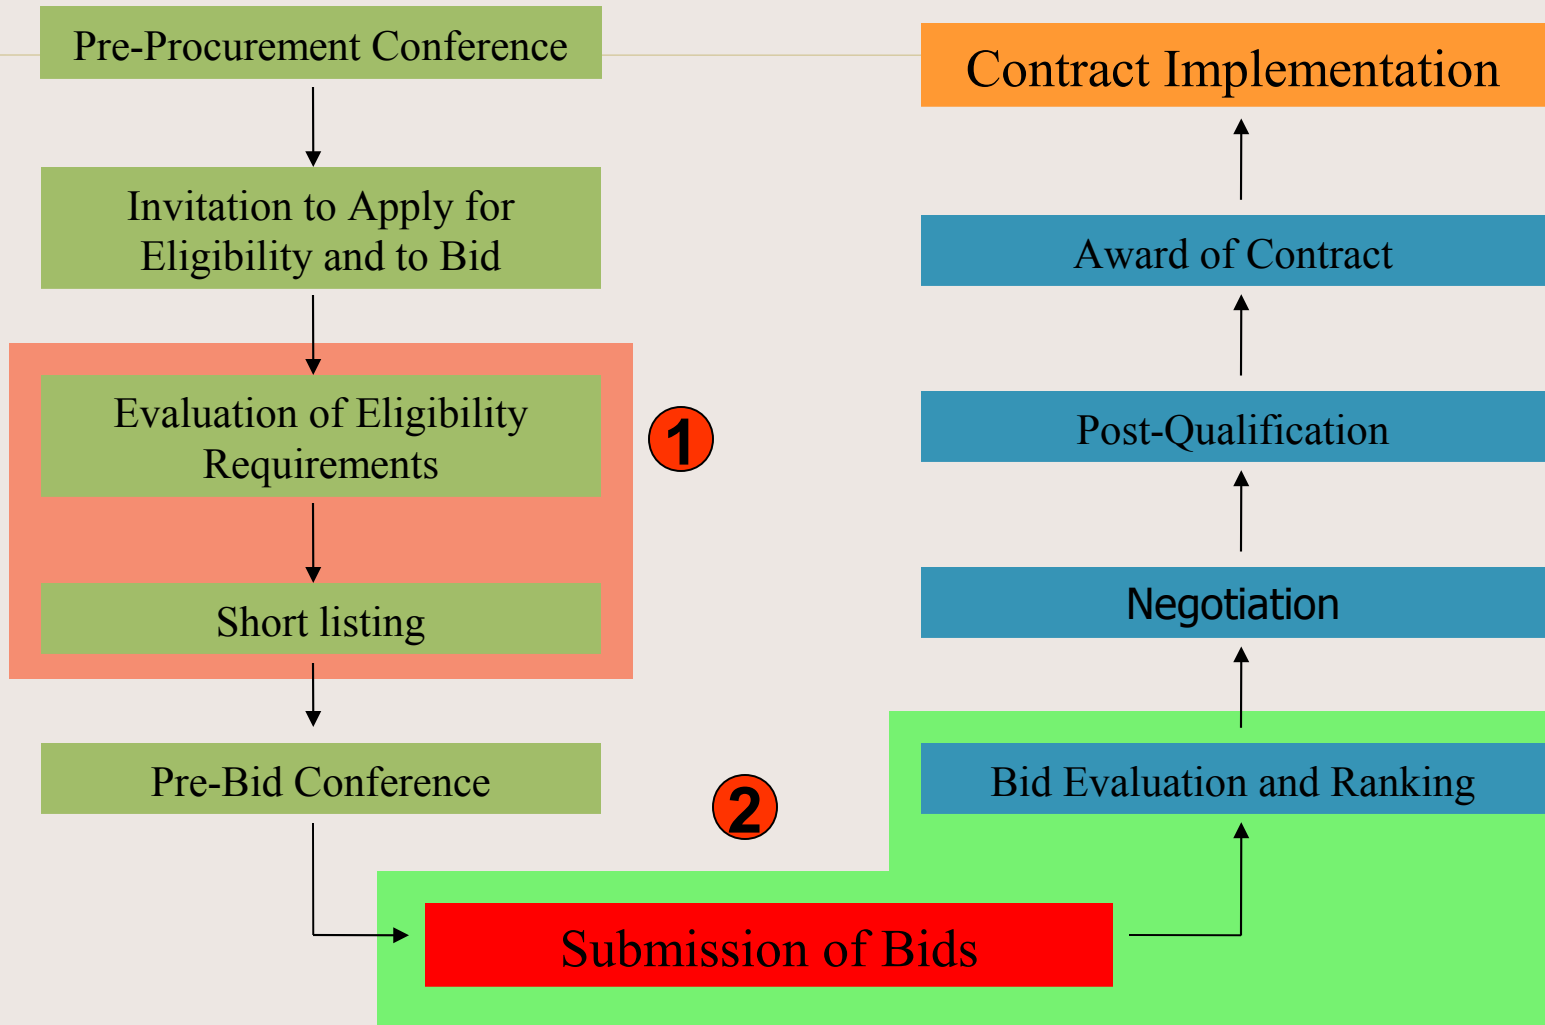 Pre-Procurement Conference
Invitation to Apply for
Eligibility and to Bid
Evaluation of Eligibility
Requirements
1
Short listing
Pre-Bid Conference
2
Submission of Bids
Bid Evaluation and Ranking
Negotiation
Post-Qualification
Award of Contract
Contract Implementation